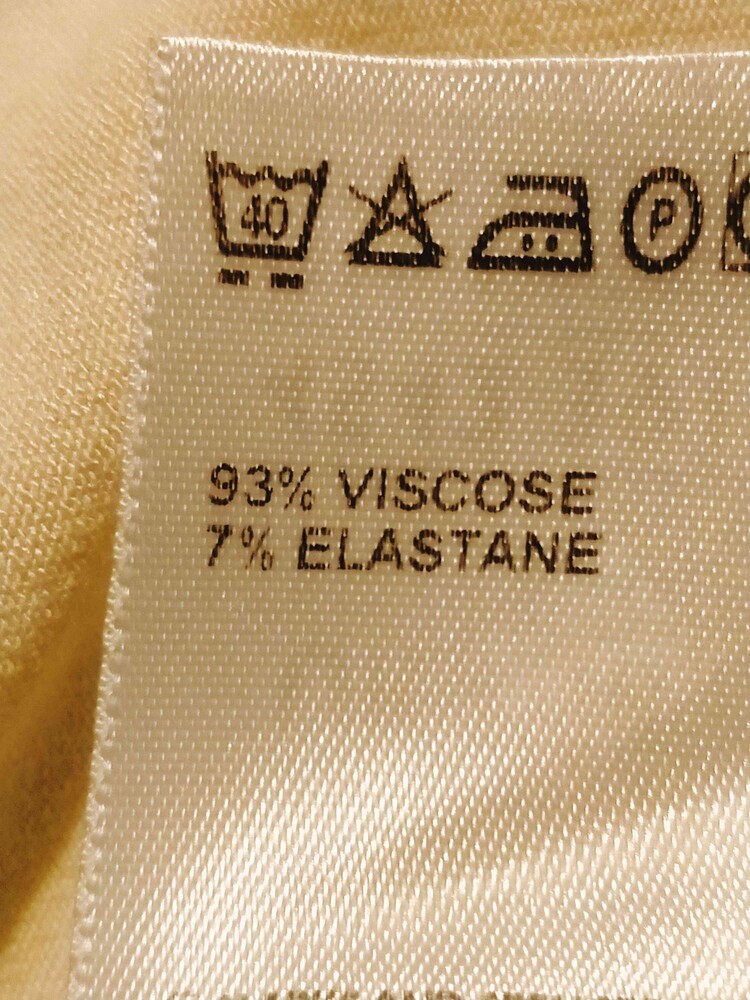 40 P
93% VISCOSE
7% ELASTANE